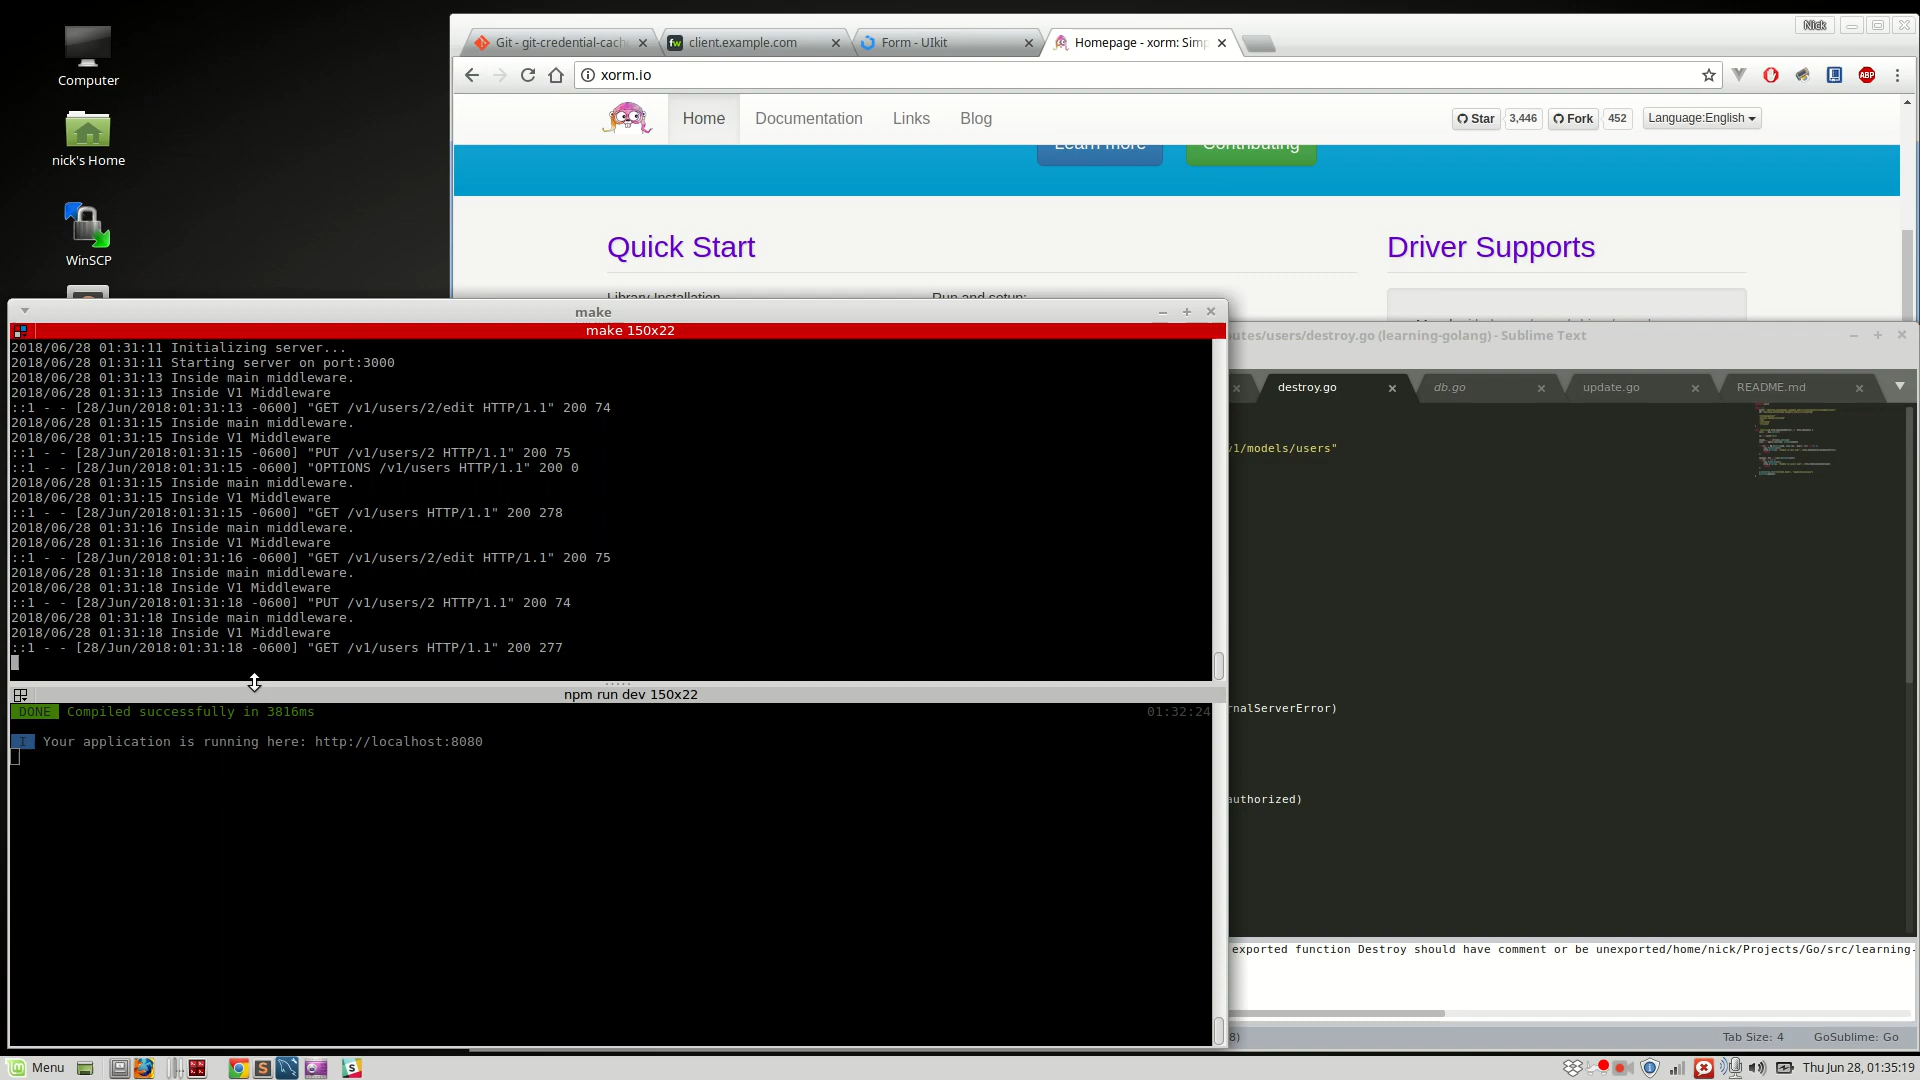 Computer
nick's Home
WinSCP
Nick
Git - git-credential-cach
client.example.com
Form - UIkit
Homepage - xorm: Simp
xorm.io
Home
Documentation
Links
Blog
Star
3,446
Fork
452
Language:English
Learn more
Contributing
Quick Start
Driver Supports
Library Installation
Run and setup:
make
make 150x22
2018/06/28 01:31:11 Initializing server...
2018/06/28 01:31:11 Starting server on port:3000
2018/06/28 01:31:13 Inside main middleware.
2018/06/28 01:31:13 Inside V1 Middleware
::1 - - [28/Jun/2018:01:31:13 -0600] "GET /v1/users/2/edit HTTP/1.1" 200 74
2018/06/28 01:31:15 Inside main middleware.
2018/06/28 01:31:15 Inside V1 Middleware
::1 - - [28/Jun/2018:01:31:15 -0600] "PUT /v1/users/2 HTTP/1.1" 200 75
::1 - - [28/Jun/2018:01:31:15 -0600] "OPTIONS /v1/users HTTP/1.1" 200 0
2018/06/28 01:31:15 Inside main middleware.
2018/06/28 01:31:15 Inside V1 Middleware
::1 - - [28/Jun/2018:01:31:15 -0600] "GET /v1/users HTTP/1.1" 200 278
2018/06/28 01:31:16 Inside main middleware.
2018/06/28 01:31:16 Inside V1 Middleware
::1 - - [28/Jun/2018:01:31:16 -0600] "GET /v1/users/2/edit HTTP/1.1" 200 75
2018/06/28 01:31:18 Inside main middleware.
2018/06/28 01:31:18 Inside V1 Middleware
::1 - - [28/Jun/2018:01:31:18 -0600] "PUT /v1/users/2 HTTP/1.1" 200 74
2018/06/28 01:31:18 Inside main middleware.
2018/06/28 01:31:18 Inside V1 Middleware
::1 - - [28/Jun/2018:01:31:18 -0600] "GET /v1/users HTTP/1.1" 200 277
npm run dev 150x22
DONE Compiled successfully in 3816ms 01:32:24
I Your application is running here: http://localhost:8080
utes/users/destroy.go (learning-golang) - Sublime Text
destroy.go
db.go
update.go
README.md
/1/models/users"
nalServerError)
authorized)
exported function Destroy should have comment or be unexported/home/nick/Projects/Go/src/learning-
8)
Tab Size: 4
GoSublime: Go
Menu
Thu Jun 28, 01:35:19